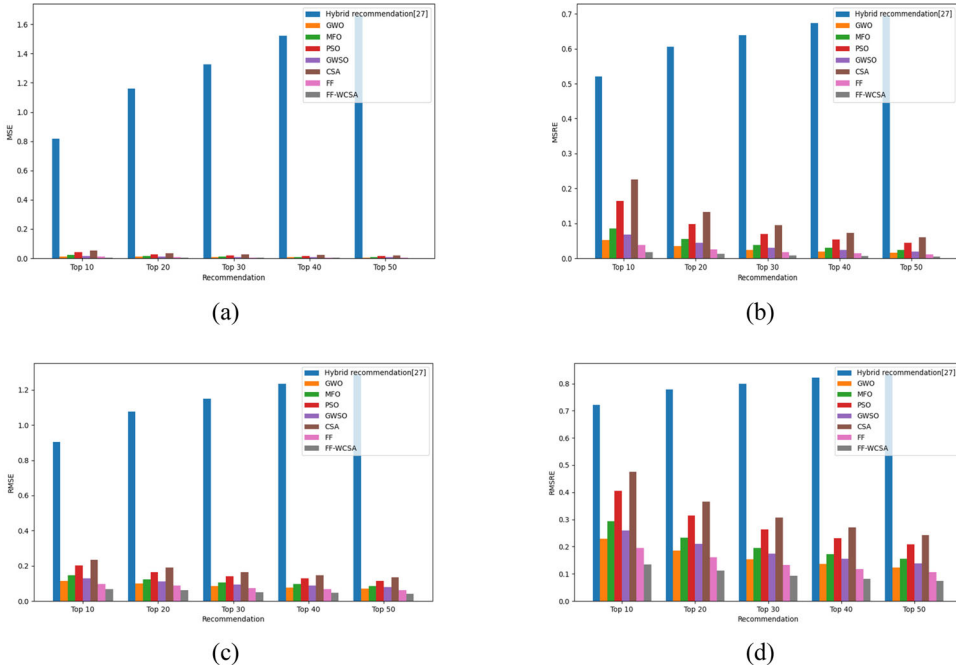 1.6
1.4
1.2
1.0
0.8
0.6
0.4
0.2
0.0
MSE
Top 10 Top 20 Top 30 Top 40 Top 50
Recommendation
Hybrid recommendation[27]
GWO
MFO
PSO
GWSO
CSA
FF
FF-WCSA
(a)
0.7
0.6
0.5
0.4
0.3
0.2
0.1
0.0
MSRE
Top 10 Top 20 Top 30 Top 40 Top 50
Recommendation
Hybrid recommendation[27]
GWO
MFO
PSO
GWSO
CSA
FF
FF-WCSA
(b)
1.2
1.0
0.8
0.6
0.4
0.2
0.0
RMSE
Top 10 Top 20 Top 30 Top 40 Top 50
Recommendation
Hybrid recommendation[27]
GWO
MFO
PSO
GWSO
CSA
FF
FF-WCSA
(c)
0.8
0.7
0.6
0.5
0.4
0.3
0.2
0.1
0.0
RMSRE
Top 10 Top 20 Top 30 Top 40 Top 50
Recommendation
Hybrid recommendation[27]
GWO
MFO
PSO
GWSO
CSA
FF
FF-WCSA
(d)